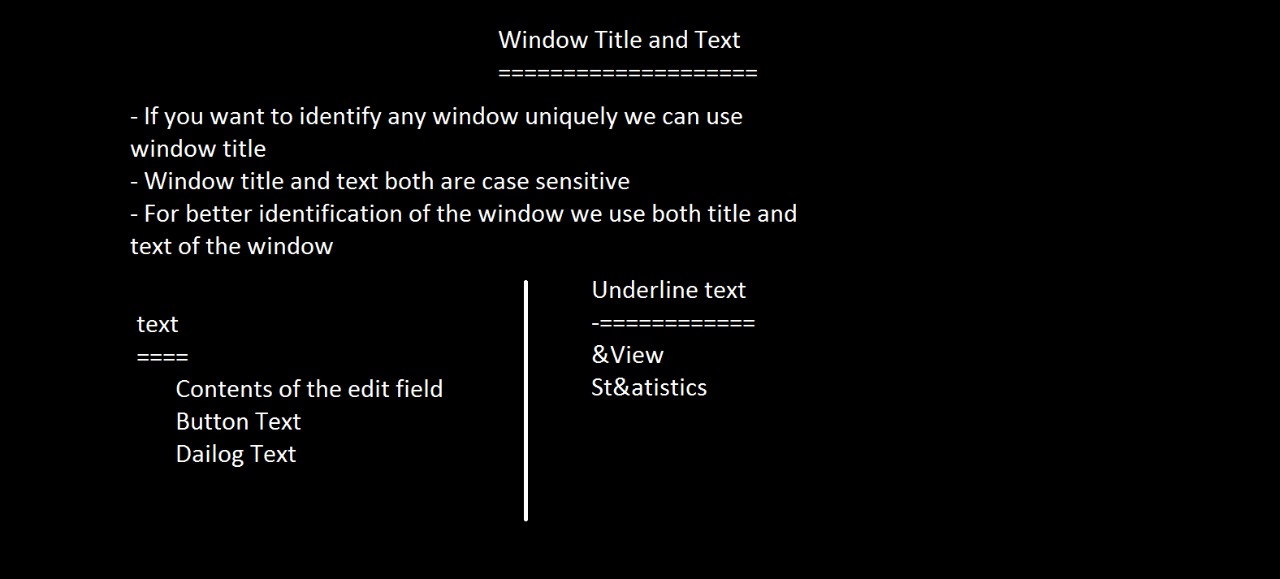 Window Title and Text
====================
- If you want to identify any window uniquely we can use
window title
- Window title and text both are case sensitive
- For better identification of the window we use both title and
text of the window
text
====
Contents of the edit field
Button Text
Dailog Text
Underline text
-============
&View
St&atistics